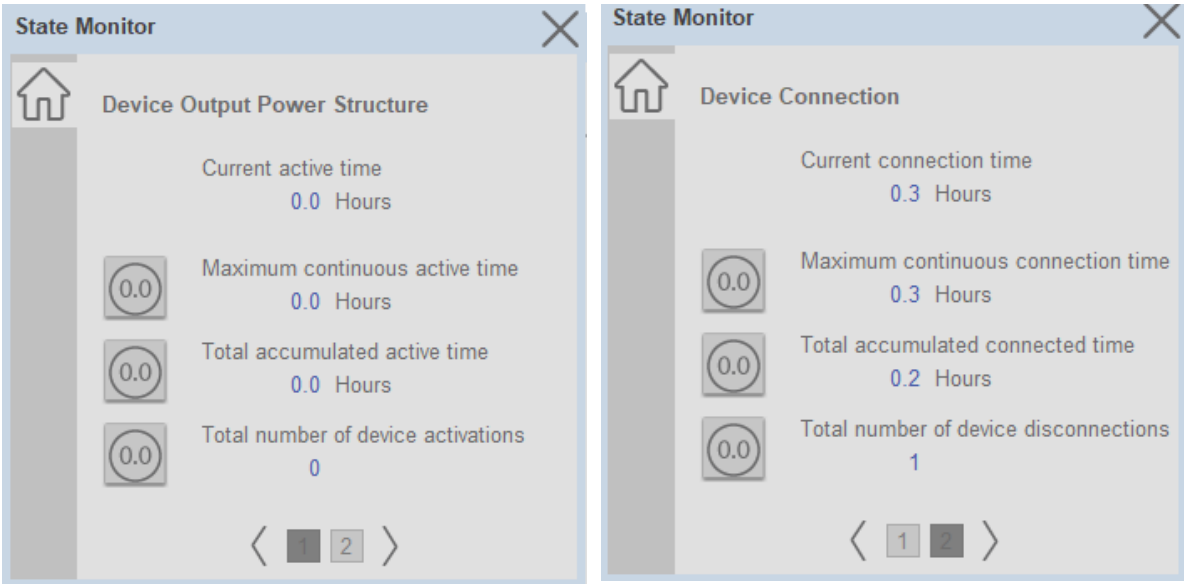 State Monitor
Device Output Power Structure
Current active time
0.0 Hours
Maximum continuous active time
0.0
0.0 Hours
Total accumulated active time
0.0
0.0 Hours
Total number of device activations
0.0
0
1 2
State Monitor
Device Connection
Current connection time
0.3 Hours
Maximum continuous connection time
0.0
0.3 Hours
Total accumulated connected time
0.0
0.2 Hours
Total number of device disconnections
0.0
1
1 2